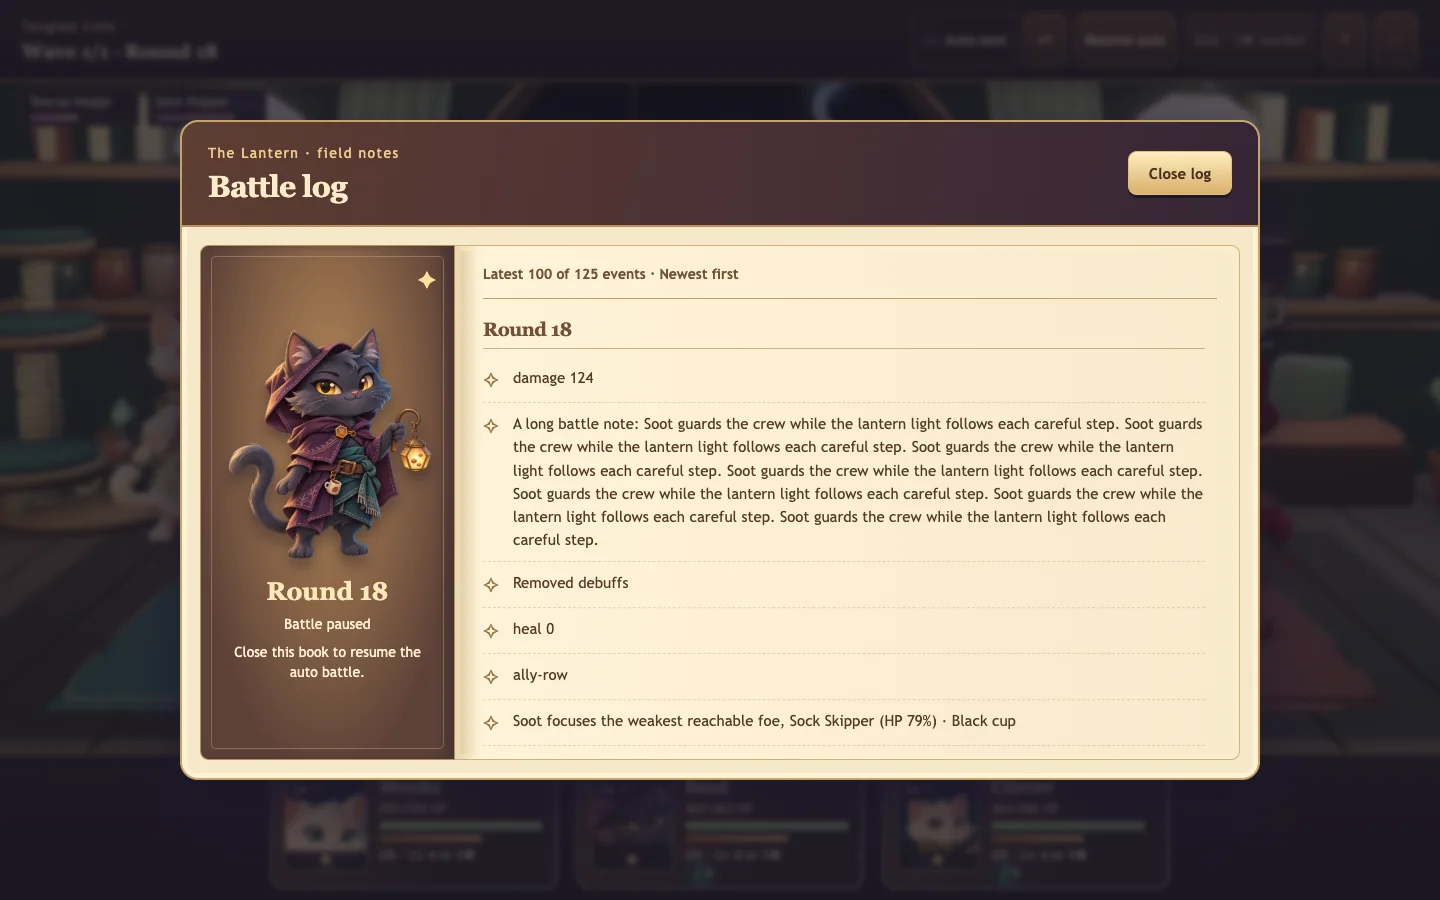 Wave 1/1 · Round 18
The Lantern · field notes
Battle log
Close log
Round 18
Battle paused
Close this book to resume the
auto battle.
Latest 100 of 125 events · Newest first
Round 18
damage 124
A long battle note: Soot guards the crew while the lantern light follows each careful step. Soot guards
the crew while the lantern light follows each careful step. Soot guards the crew while the lantern
light follows each careful step. Soot guards the crew while the lantern light follows each careful step.
Soot guards the crew while the lantern light follows each careful step. Soot guards the crew while the
lantern light follows each careful step. Soot guards the crew while the lantern light follows each
careful step.
Removed debuffs
heal 0
ally-row
Soot focuses the weakest reachable foe, Sock Skipper (HP 79%) · Black cup